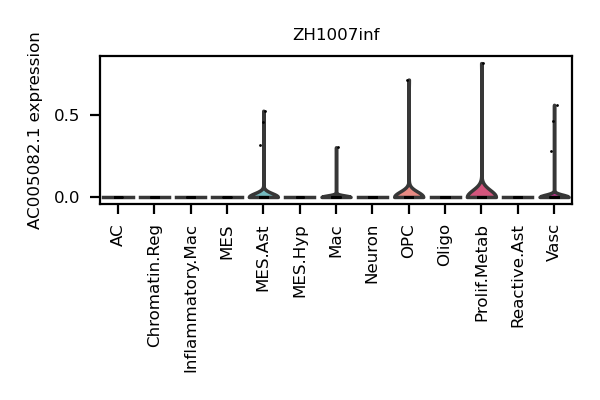 ZH1007inf
AC005082.1 expression
0.5
0.0
AC
Chromatin.Reg
Inflammatory.Mac
MES
MES.Ast
MES.Hyp
Mac
Neuron
OPC
Oligo
Prolif.Metab
Reactive.Ast
Vasc